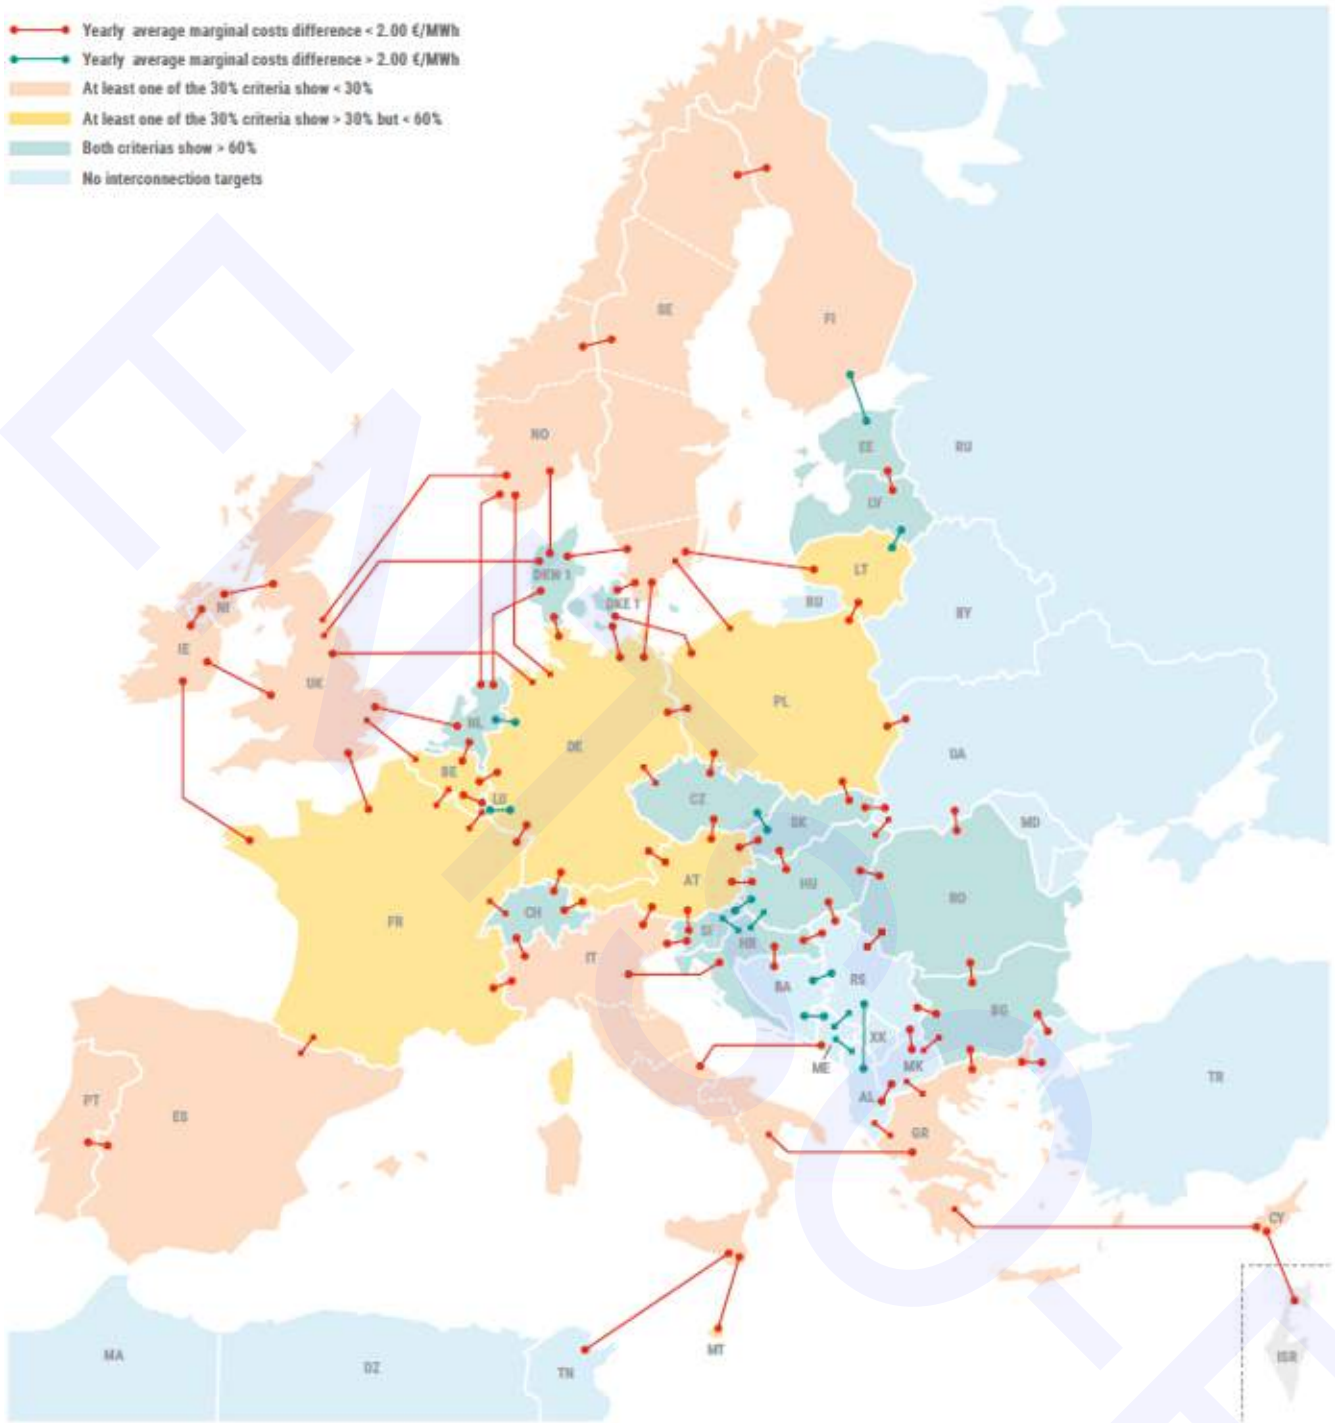 Yearly average marginal costs difference < 2.00 €/MWh
Yearly average marginal costs difference > 2.00 €/MWh
At least one of the 30% criteria show < 30%
At least one of the 30% criteria show > 30% but < 60%
Both criterias show > 60%
No interconnection targets
SE
FI
NO
EE
RU
LV
DKW 1
LT
DKE 1
RU
NI
BY
IE
UK
PL
NL
DE
UA
BE
LU
CZ
SK
MD
AT
HU
RO
CH
FR
SI
HR
IT
BA
RS
BG
XK
ME
MK
TR
PT
ES
AL
GR
CY
MT
MA
DZ
TN
ISR